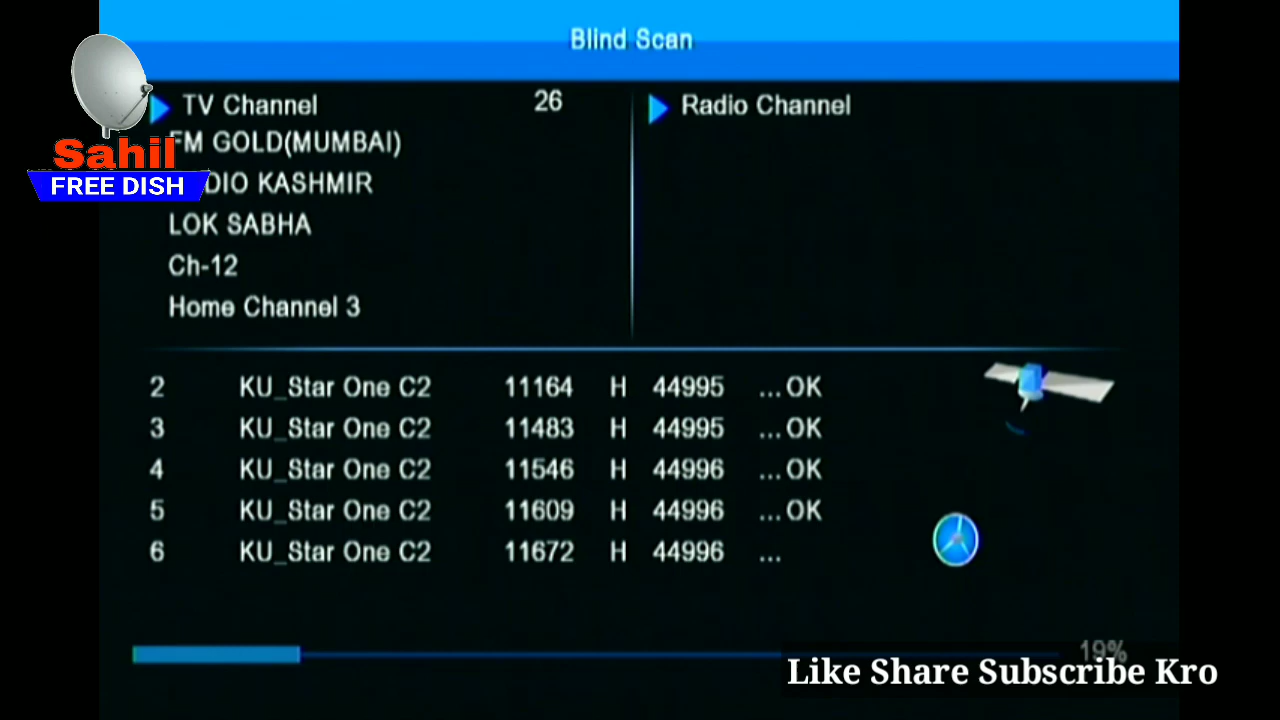 Blind Scan
TV Channel 26
Radio Channel
Sahil
FREE DISH
FM GOLD(MUMBAI)
DIO KASHMIR
LOK SABHA
Ch-12
Home Channel 3
2 KU_Star One C2 11164 H 44995 ...OK
3 KU_Star One C2 11483 H 44995 ...OK
4 KU_Star One C2 11546 H 44996 ...OK
5 KU_Star One C2 11609 H 44996 ...OK
6 KU_Star One C2 11672 H 44996 ...
19%
Like Share Subscribe Kro